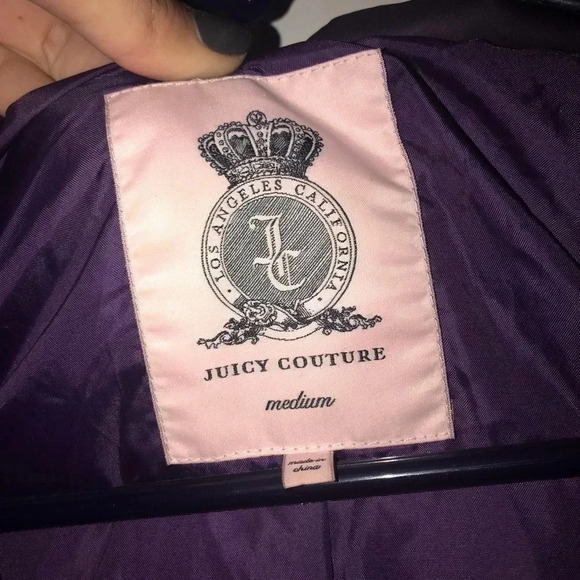 · LOS ANGELES CALIFORNIA ·
JC
JUICY COUTURE
medium
made in
china